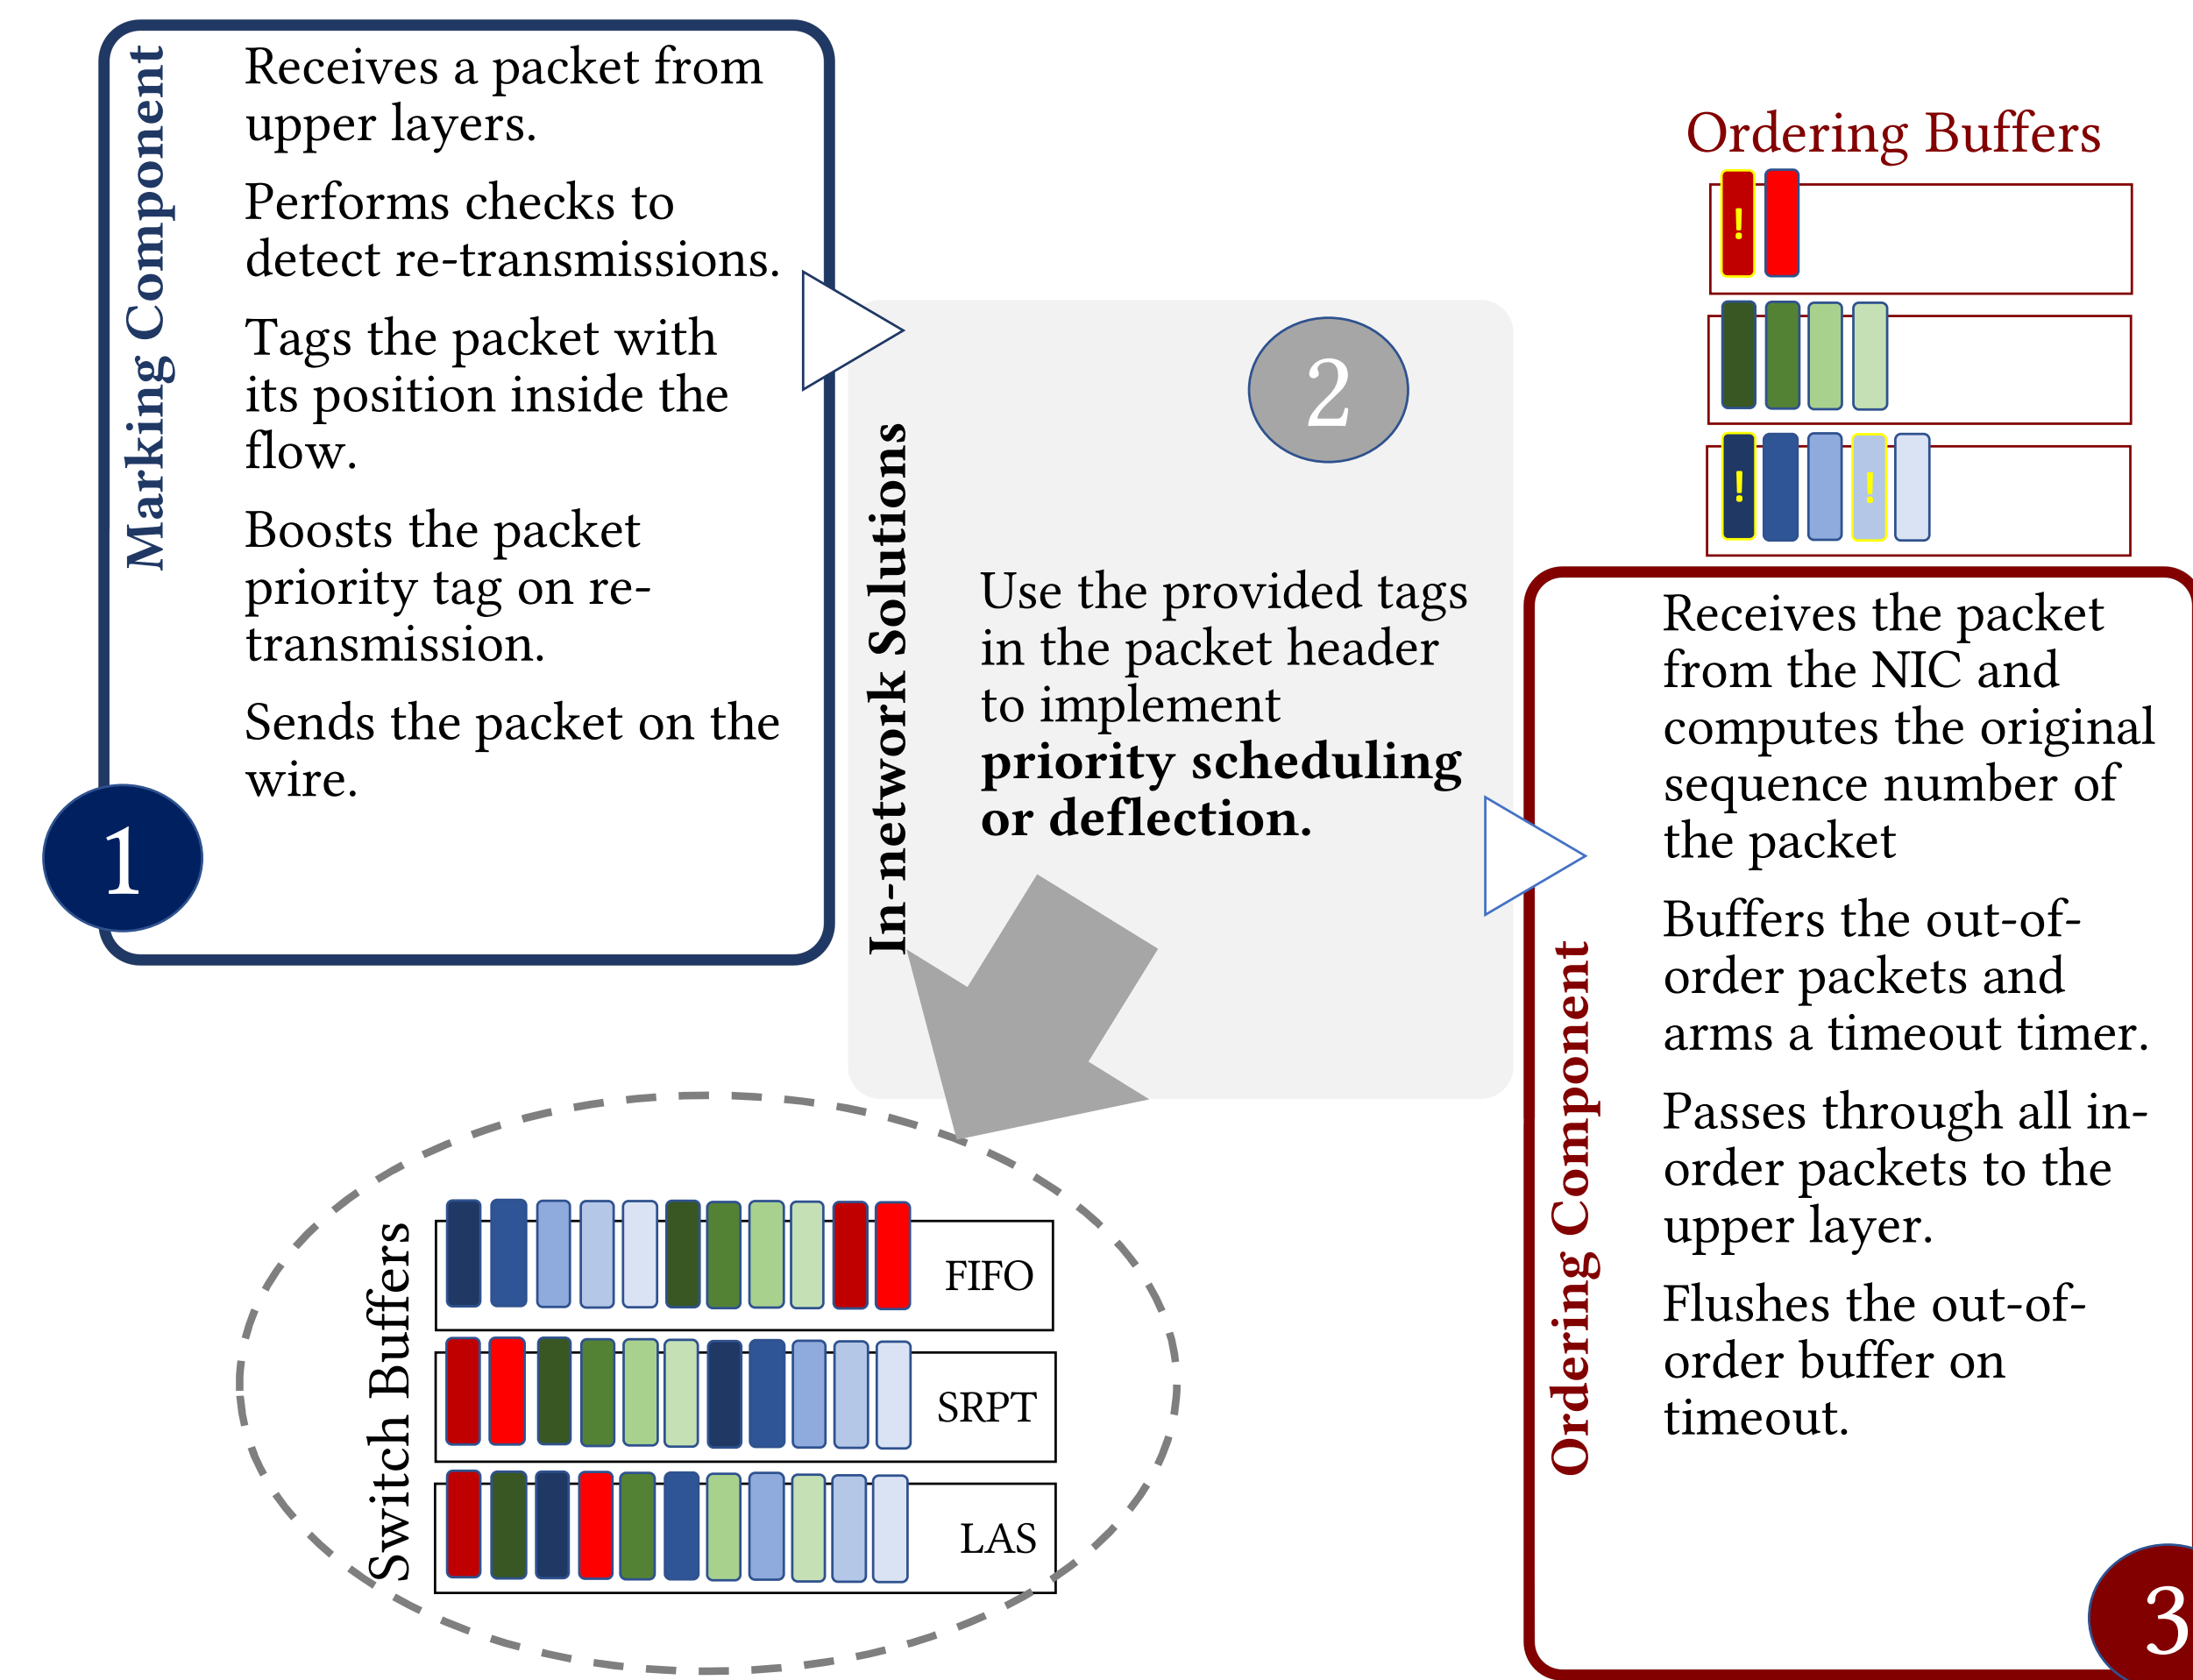 Marking Component
Receives a packet from
upper layers.
Performs checks to
detect re-transmissions.
Tags the packet with
its position inside the
flow.
Boosts the packet
priority tag on re-
transmission.
Sends the packet on the
wire.
1
In-network Solutions
2
Use the provided tags
in the packet header
to implement
priority scheduling
or deflection.
Switch Buffers
FIFO
SRPT
LAS
Ordering Buffers
!
!
!
Ordering Component
Receives the packet
from the NIC and
computes the original
sequence number of
the packet
Buffers the out-of-
order packets and
arms a timeout timer.
Passes through all in-
order packets to the
upper layer.
Flushes the out-of-
order buffer on
timeout.
3